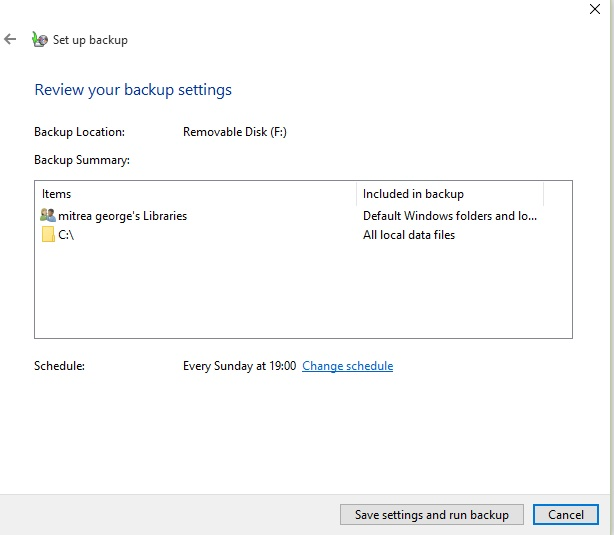 Set up backup
Review your backup settings
Backup Location: Removable Disk (F:)
Backup Summary:
Items Included in backup
mitrea george's Libraries Default Windows folders and lo...
C:\ All local data files
Schedule: Every Sunday at 19:00 Change schedule
Save settings and run backup Cancel